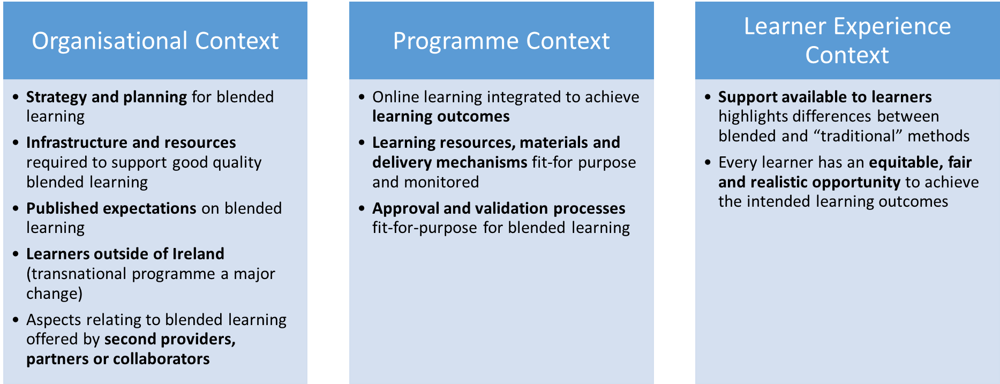 Organisational Context
• Strategy and planning for blended
learning
• Infrastructure and resources
required to support good quality
blended learning
• Published expectations on blended
learning
• Learners outside of Ireland
(transnational programme a major
change)
• Aspects relating to blended learning
offered by second providers,
partners or collaborators
Programme Context
• Online learning integrated to achieve
learning outcomes
• Learning resources, materials and
delivery mechanisms fit-for purpose
and monitored
• Approval and validation processes
fit-for-purpose for blended learning
Learner Experience
Context
• Support available to learners
highlights differences between
blended and “traditional” methods
• Every learner has an equitable, fair
and realistic opportunity to achieve
the intended learning outcomes